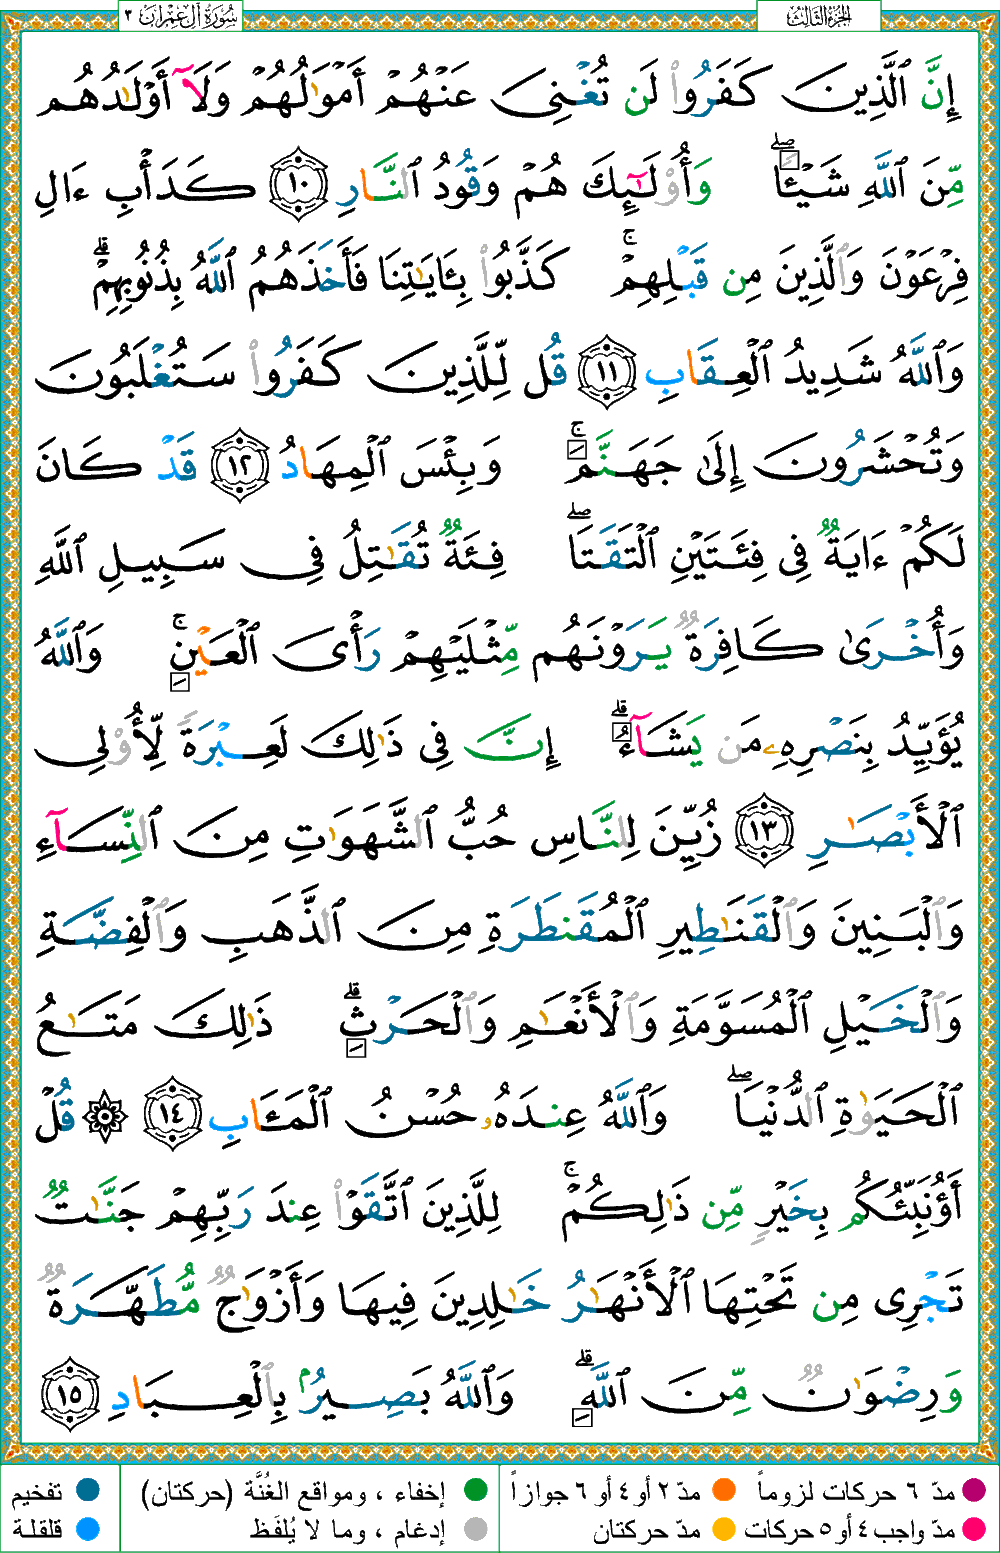 الجزء الثالث
سورة آل عمران ٣
إِنَّ ٱلَّذِينَ كَفَرُوا۟ لَن تُغْنِىَ عَنْهُمْ أَمْوَٰلُهُمْ وَلَآ أَوْلَٰدُهُم
مِّنَ ٱللَّهِ شَيْـًٔا ۖ وَأُو۟لَٰٓئِكَ هُمْ وَقُودُ ٱلنَّارِ ١٠ كَدَأْبِ ءَالِ
فِرْعَوْنَ وَٱلَّذِينَ مِن قَبْلِهِمْ ۚ كَذَّبُوا۟ بِـَٔايَٰتِنَا فَأَخَذَهُمُ ٱللَّهُ بِذُنُوبِهِمْ ۗ
وَٱللَّهُ شَدِيدُ ٱلْعِقَابِ ١١ قُل لِّلَّذِينَ كَفَرُوا۟ سَتُغْلَبُونَ
وَتُحْشَرُونَ إِلَىٰ جَهَنَّمَ ۚ وَبِئْسَ ٱلْمِهَادُ ١٢ قَدْ كَانَ
لَكُمْ ءَايَةٌ فِى فِئَتَيْنِ ٱلْتَقَتَا ۖ فِئَةٌ تُقَٰتِلُ فِى سَبِيلِ ٱللَّهِ
وَأُخْرَىٰ كَافِرَةٌ يَرَوْنَهُم مِّثْلَيْهِمْ رَأْىَ ٱلْعَيْنِ ۚ وَٱللَّهُ
يُؤَيِّدُ بِنَصْرِهِۦ مَن يَشَآءُ ۗ إِنَّ فِى ذَٰلِكَ لَعِبْرَةً لِّأُو۟لِى
ٱلْأَبْصَٰرِ ١٣ زُيِّنَ لِلنَّاسِ حُبُّ ٱلشَّهَوَٰتِ مِنَ ٱلنِّسَآءِ
وَٱلْبَنِينَ وَٱلْقَنَٰطِيرِ ٱلْمُقَنطَرَةِ مِنَ ٱلذَّهَبِ وَٱلْفِضَّةِ
وَٱلْخَيْلِ ٱلْمُسَوَّمَةِ وَٱلْأَنْعَٰمِ وَٱلْحَرْثِ ۗ ذَٰلِكَ مَتَٰعُ
ٱلْحَيَوٰةِ ٱلدُّنْيَا ۖ وَٱللَّهُ عِندَهُۥ حُسْنُ ٱلْمَـَٔابِ ١٤ ۞ قُلْ
أَؤُنَبِّئُكُم بِخَيْرٍ مِّن ذَٰلِكُمْ ۚ لِلَّذِينَ ٱتَّقَوْا۟ عِندَ رَبِّهِمْ جَنَّٰتٌ
تَجْرِى مِن تَحْتِهَا ٱلْأَنْهَٰرُ خَٰلِدِينَ فِيهَا وَأَزْوَٰجٌ مُّطَهَّرَةٌ
وَرِضْوَٰنٌ مِّنَ ٱللَّهِ ۗ وَٱللَّهُ بَصِيرٌۢ بِٱلْعِبَادِ ١٥
مدّ ٦ حركات لزوماً
مدّ ٢ أو ٤ أو ٦ جوازاً
إخفاء ، ومواقع الغُنَّة (حركتان)
تفخيم
مدّ واجب ٤ أو ٥ حركات
مدّ حركتان
إدغام ، وما لا يُلفَظ
قلقلة